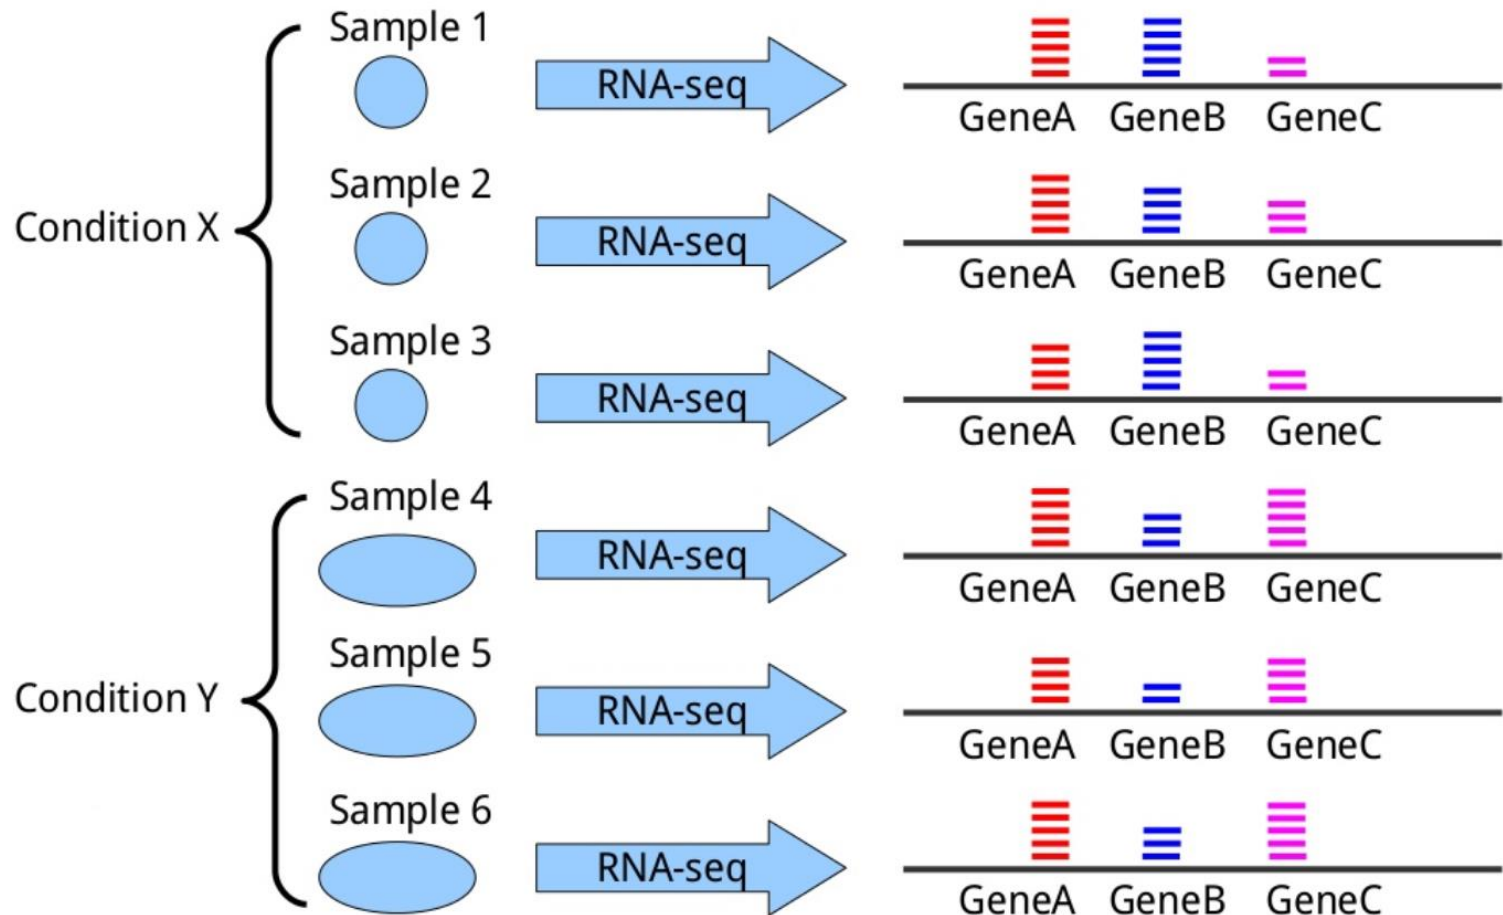 Condition X
Sample 1
RNA-seq
GeneA GeneB GeneC
Sample 2
RNA-seq
GeneA GeneB GeneC
Sample 3
RNA-seq
GeneA GeneB GeneC
Condition Y
Sample 4
RNA-seq
GeneA GeneB GeneC
Sample 5
RNA-seq
GeneA GeneB GeneC
Sample 6
RNA-seq
GeneA GeneB GeneC